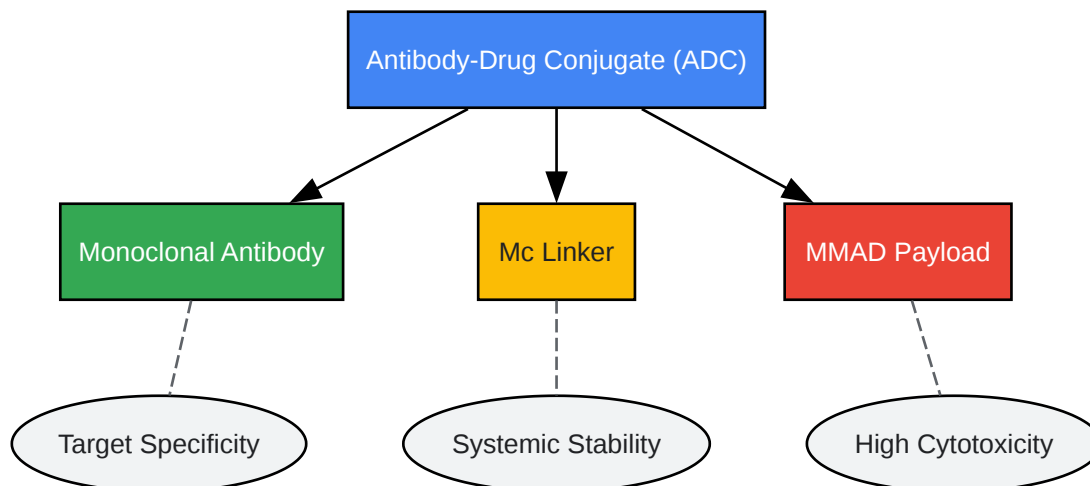 Antibody-Drug Conjugate (ADC)
Monoclonal Antibody
Mc Linker
MMAD Payload
Target Specificity
Systemic Stability
High Cytotoxicity